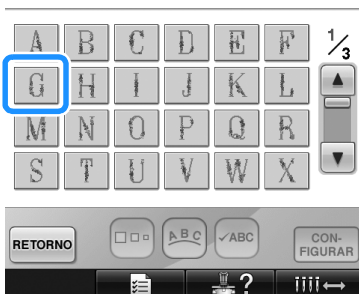 A B C D E F
1/3
G H I J K L
M N O P Q R
S T U V W X
RETORNO
ABC
✓ABC
CON-
FIGURAR
?